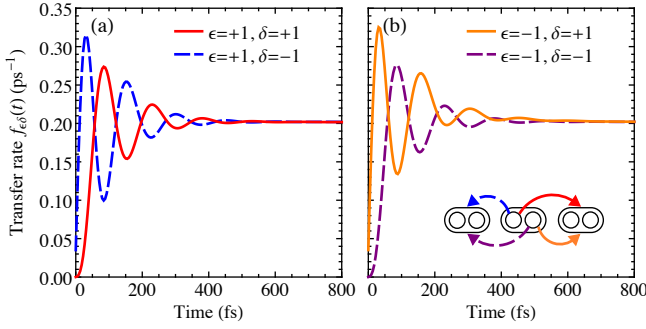 (a)
ϵ=+1, δ=+1
ϵ=+1, δ=−1
(b)
ϵ=−1, δ=+1
ϵ=−1, δ=−1
Transfer rate fϵδ(t) (ps⁻¹)
0.35
0.30
0.25
0.20
0.15
0.10
0.05
0.00
0 200 400 600 800
0 200 400 600 800
Time (fs)
Time (fs)